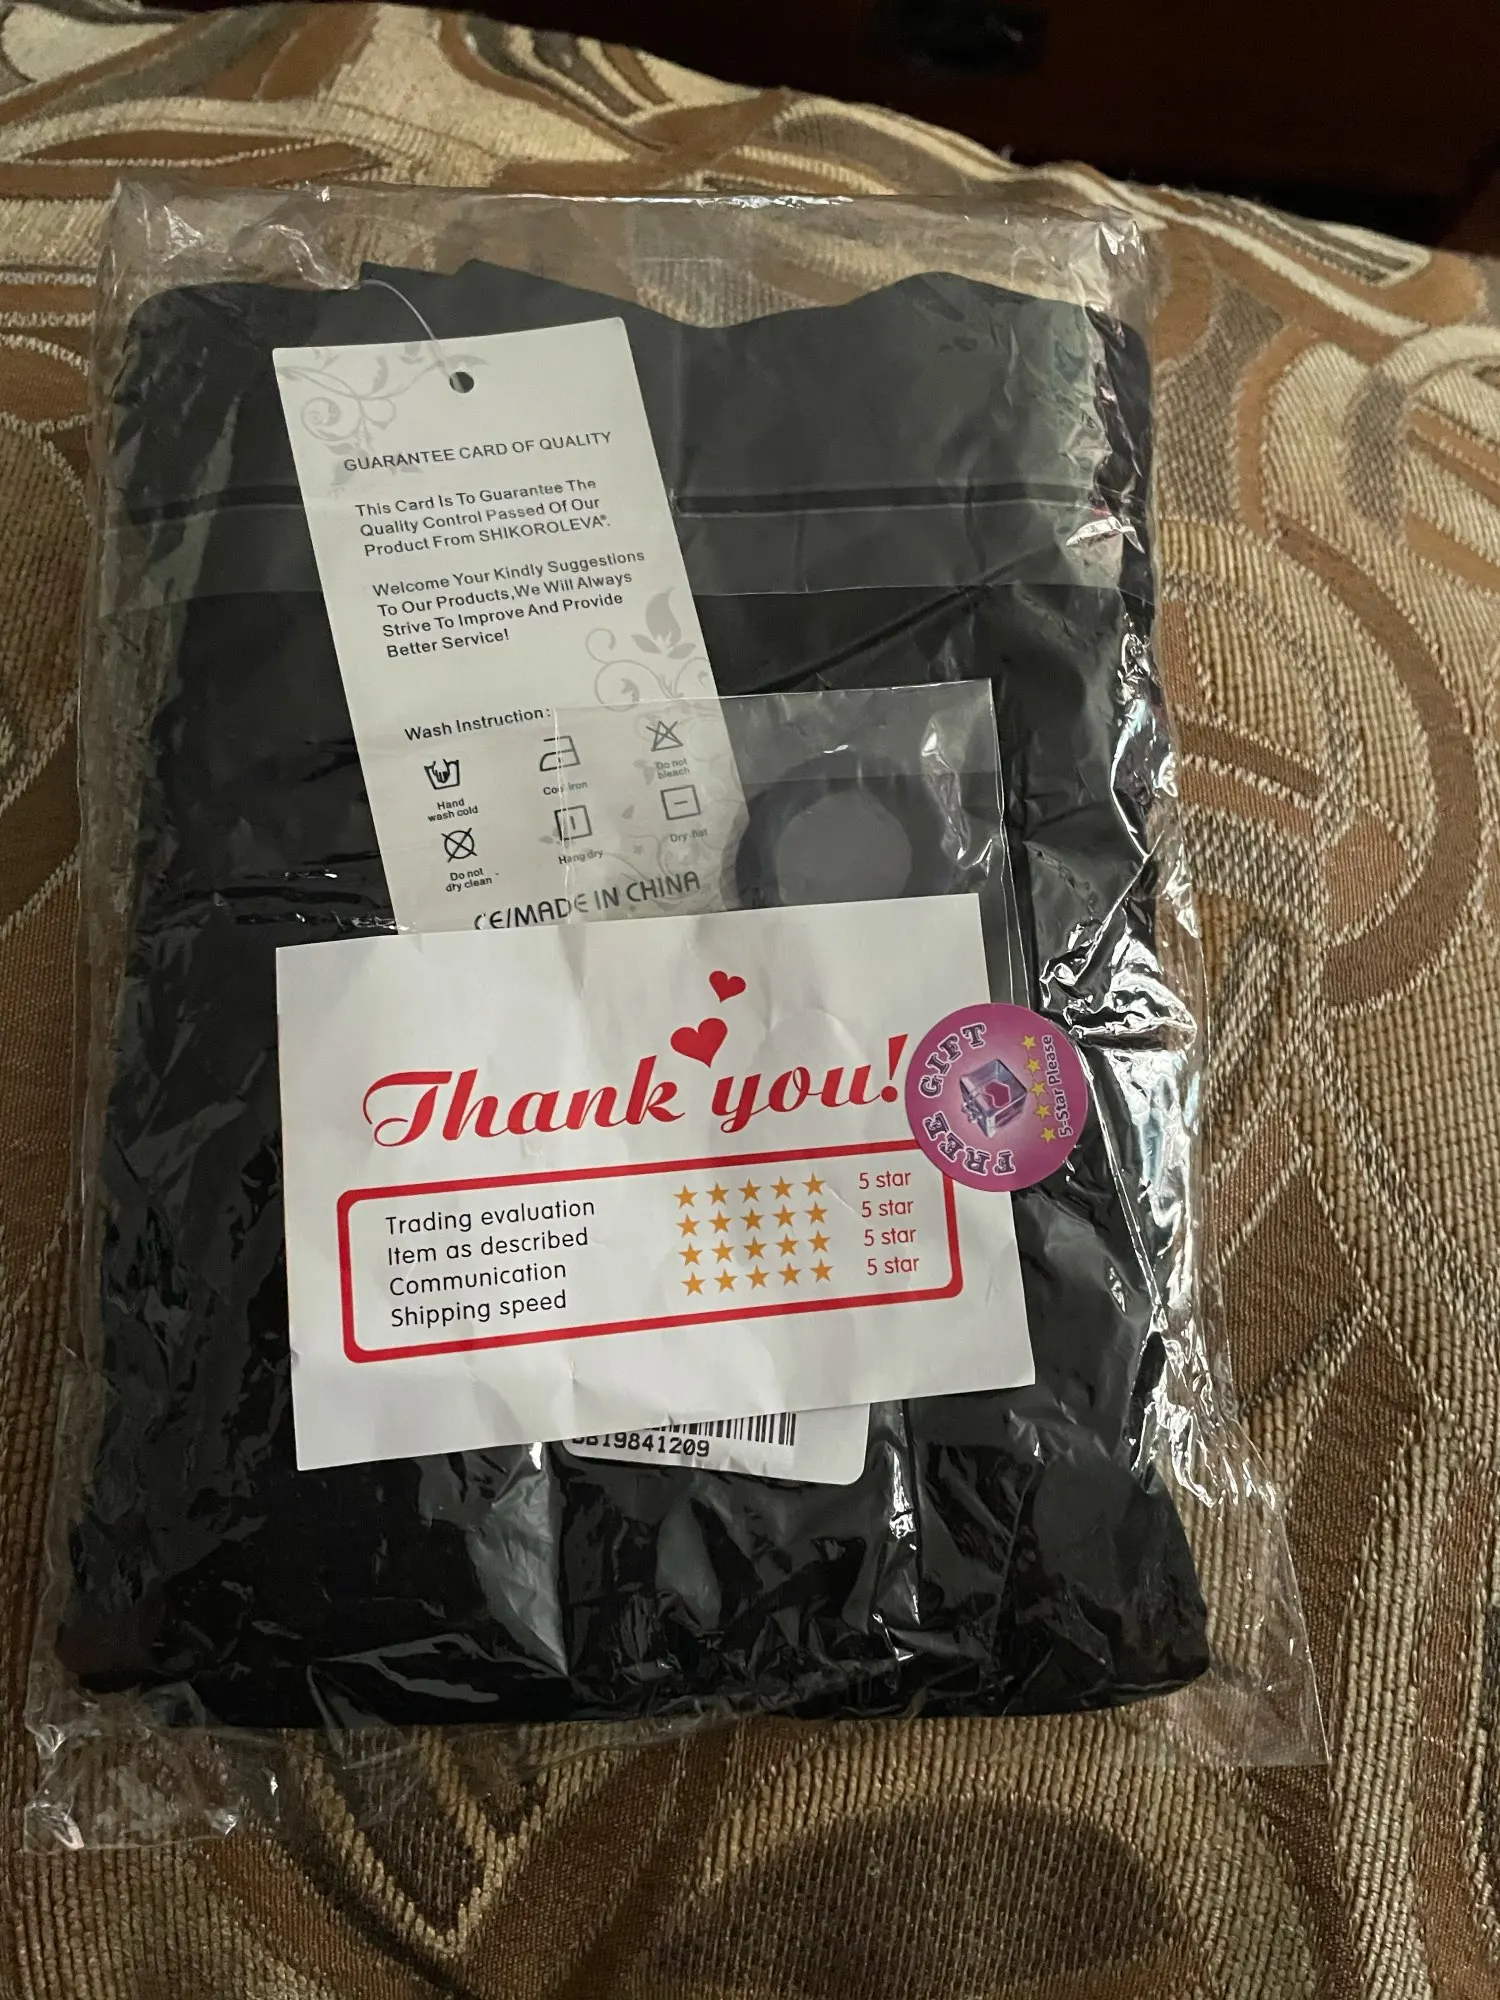 GUARANTEE CARD OF QUALITY
This Card Is To Guarantee The
Quality Control Passed Of Our
Product From SHIKOROLEVA®.
Welcome Your Kindly Suggestions
To Our Products,We Will Always
Strive To Improve And Provide
Better Service!
Wash Instruction:
Hand
wash cold
Cool iron
Do not
bleach
Do not
dry clean
Hang dry
Dry flat
CE/MADE IN CHINA
Thank you!
FREE GIFT
5-Star Please
Trading evaluation 5 star
Item as described 5 star
Communication 5 star
Shipping speed 5 star
B19841209